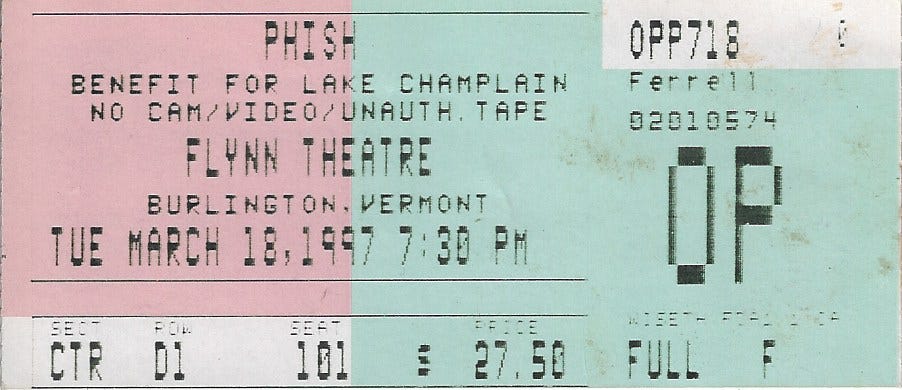 PHISH
BENEFIT FOR LAKE CHAMPLAIN
NO CAM/VIDEO/UNAUTH.TAPE
FLYNN THEATRE
BURLINGTON,VERMONT
TUE MARCH 18,1997 7:30 PM
SECT ROW SEAT PRICE
CTR D1 101 $ 27.50
OPP718 0
Ferrell
02010574
OP
FULL F